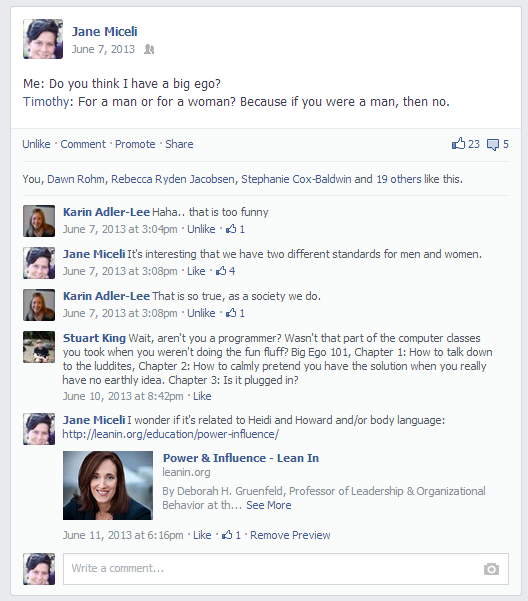 Jane Miceli
June 7, 2013
Me: Do you think I have a big ego?
Timothy: For a man or for a woman? Because if you were a man, then no.
Unlike · Comment · Promote · Share 23 5
You, Dawn Rohm, Rebecca Ryden Jacobsen, Stephanie Cox-Baldwin and 19 others like this.
Karin Adler-Lee Haha.. that is too funny
June 7, 2013 at 3:04pm · Unlike · 1
Jane Miceli It's interesting that we have two different standards for men and women.
June 7, 2013 at 3:08pm · Like · 4
Karin Adler-Lee That is so true, as a society we do.
June 7, 2013 at 3:08pm · Unlike · 1
Stuart King Wait, aren't you a programmer? Wasn't that part of the computer classes
you took when you weren't doing the fun fluff? Big Ego 101, Chapter 1: How to talk down
to the luddites, Chapter 2: How to calmly pretend you have the solution when you really
have no earthly idea. Chapter 3: Is it plugged in?
June 10, 2013 at 8:42pm · Like
Jane Miceli I wonder if it's related to Heidi and Howard and/or body language:
http://leanin.org/education/power-influence/
Power & Influence - Lean In
leanin.org
By Deborah H. Gruenfeld, Professor of Leadership & Organizational
Behavior at th... See More
June 11, 2013 at 6:16pm · Like · 1 · Remove Preview
Write a comment...